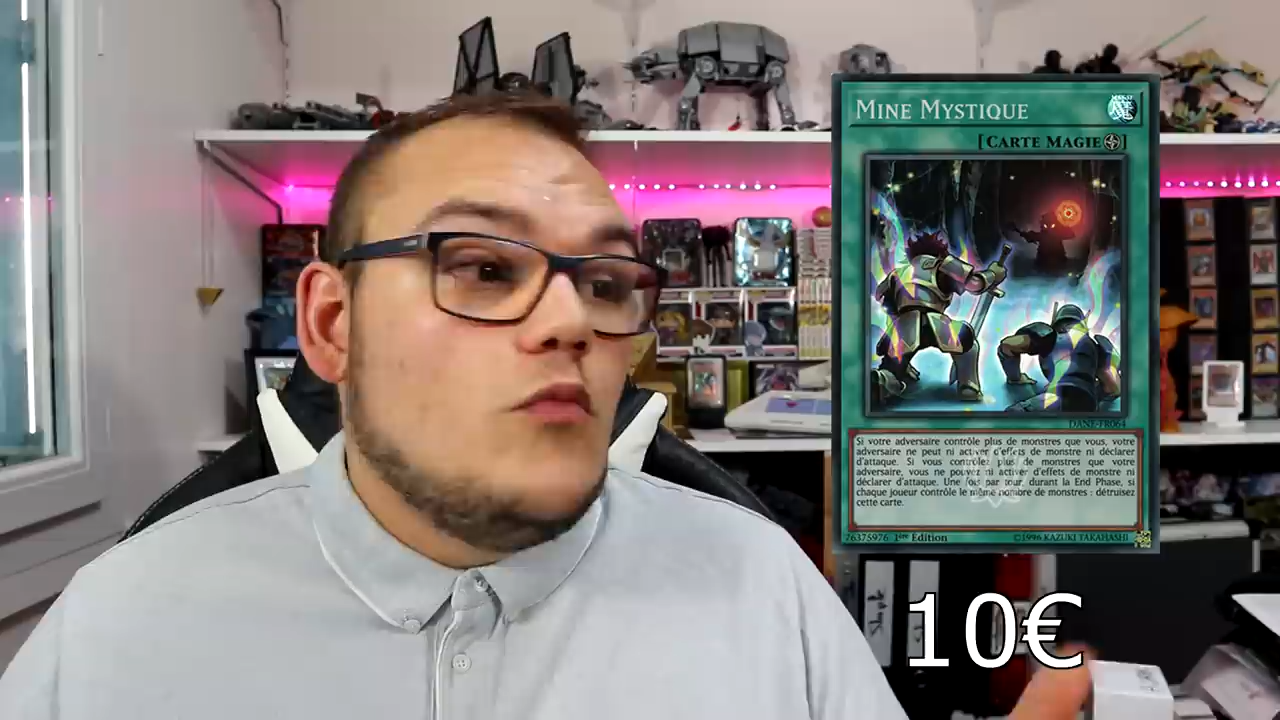 MINE MYSTIQUE
[CARTE MAGIE]
DANE-FR064
Si votre adversaire contrôle plus de monstres que vous, votre
adversaire ne peut ni activer d'effets de monstre ni déclarer
d'attaque. Si vous contrôlez plus de monstres que votre
adversaire, vous ne pouvez ni activer d'effets de monstre ni
déclarer d'attaque. Une fois par tour, durant la End Phase, si
chaque joueur contrôle le même nombre de monstres : détruisez
cette carte.
76375976 1ère Edition ©1996 KAZUKI TAKAHASHI
10€